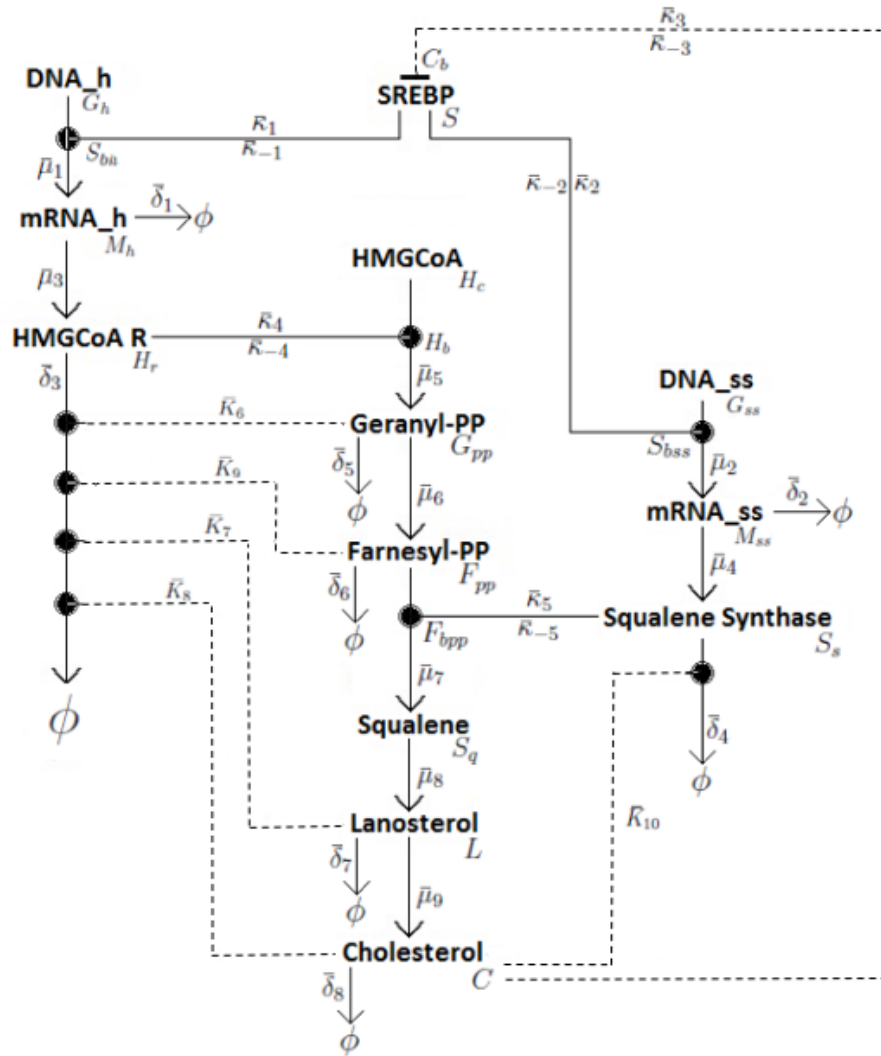 κ̄₃
κ̄₋₃
C_b
DNA_h
G_h
SREBP
S
κ̄₁
κ̄₋₁
S_bh
μ̄₁
κ̄₋₂ κ̄₂
mRNA_h
M_h
δ̄₁
ϕ
μ̄₃
HMGCoA
H_c
HMGCoA R
H_r
κ̄₄
κ̄₋₄
H_b
δ̄₃
μ̄₅
DNA_ss
G_ss
K̄₆
Geranyl-PP
G_pp
S_bss
μ̄₂
δ̄₅
ϕ
μ̄₆
K̄₉
mRNA_ss
M_ss
δ̄₂
ϕ
K̄₇
Farnesyl-PP
F_pp
μ̄₄
δ̄₆
ϕ
K̄₈
κ̄₅
κ̄₋₅
F_bpp
Squalene Synthase
S_s
μ̄₇
ϕ
Squalene
S_q
δ̄₄
ϕ
μ̄₈
Lanosterol
L
K̄₁₀
δ̄₇
ϕ
μ̄₉
Cholesterol
C
δ̄₈
ϕ